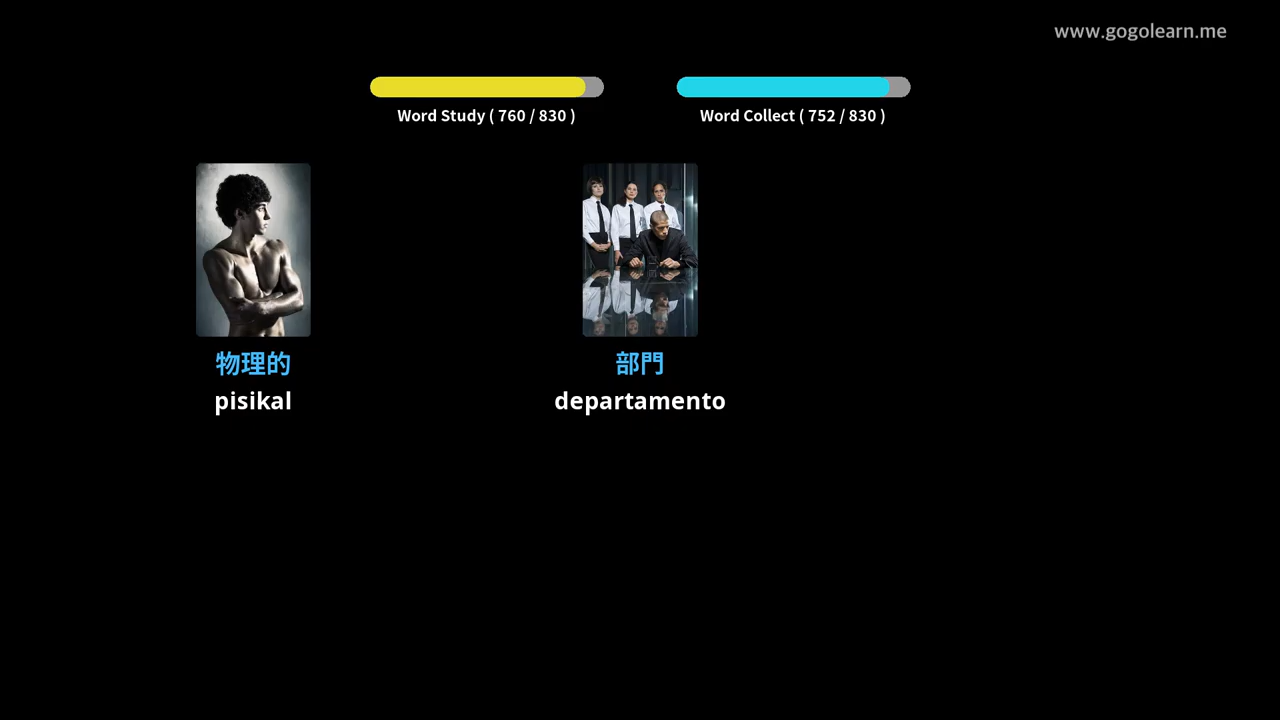 www.gogolearn.me
Word Study ( 760 / 830 )
Word Collect ( 752 / 830 )
物理的
pisikal
部門
departamento